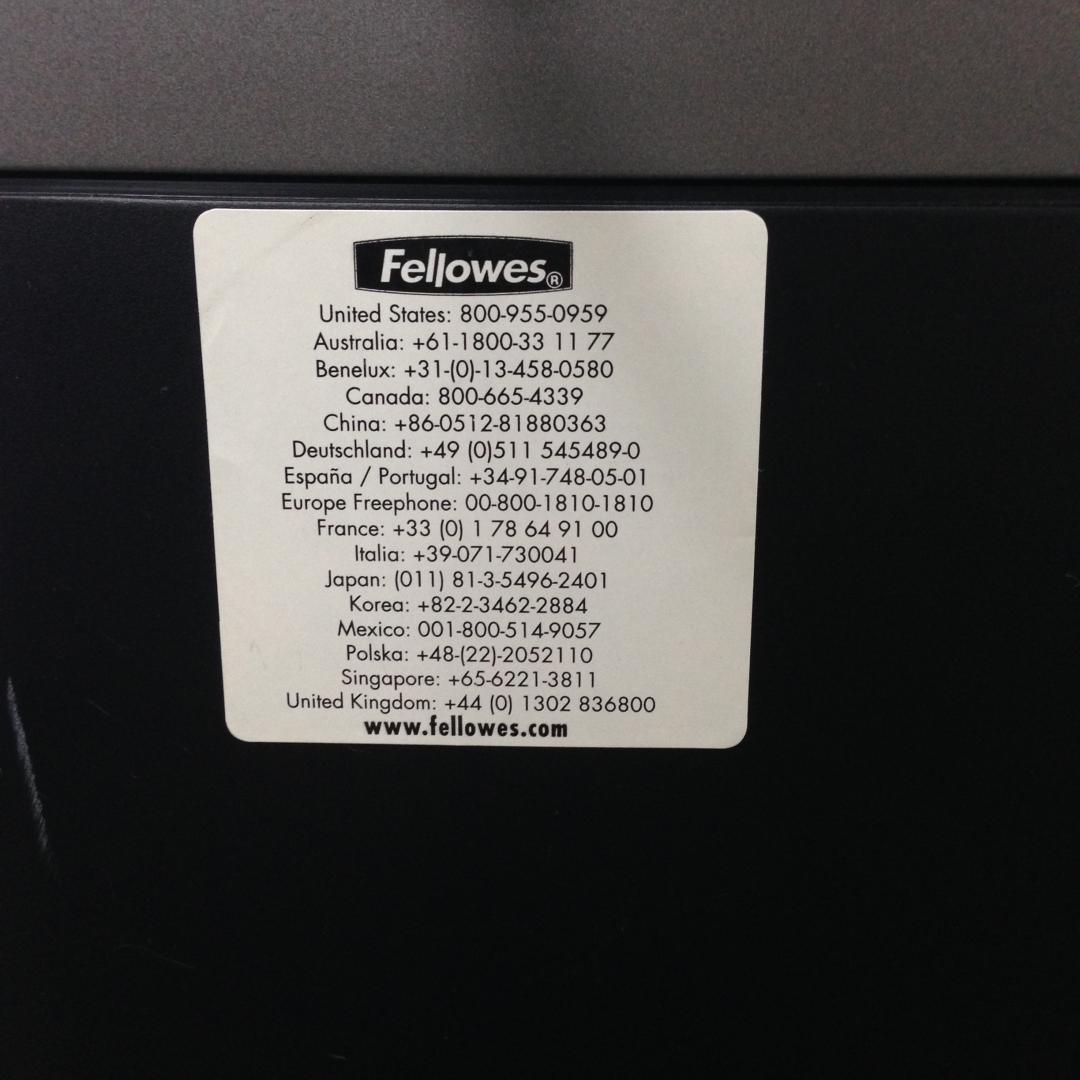 Fellowes®
United States: 800-955-0959
Australia: +61-1800-33 11 77
Benelux: +31-(0)-13-458-0580
Canada: 800-665-4339
China: +86-0512-81880363
Deutschland: +49 (0)511 545489-0
España / Portugal: +34-91-748-05-01
Europe Freephone: 00-800-1810-1810
France: +33 (0) 1 78 64 91 00
Italia: +39-071-730041
Japan: (011) 81-3-5496-2401
Korea: +82-2-3462-2884
Mexico: 001-800-514-9057
Polska: +48-(22)-2052110
Singapore: +65-6221-3811
United Kingdom: +44 (0) 1302 836800
www.fellowes.com